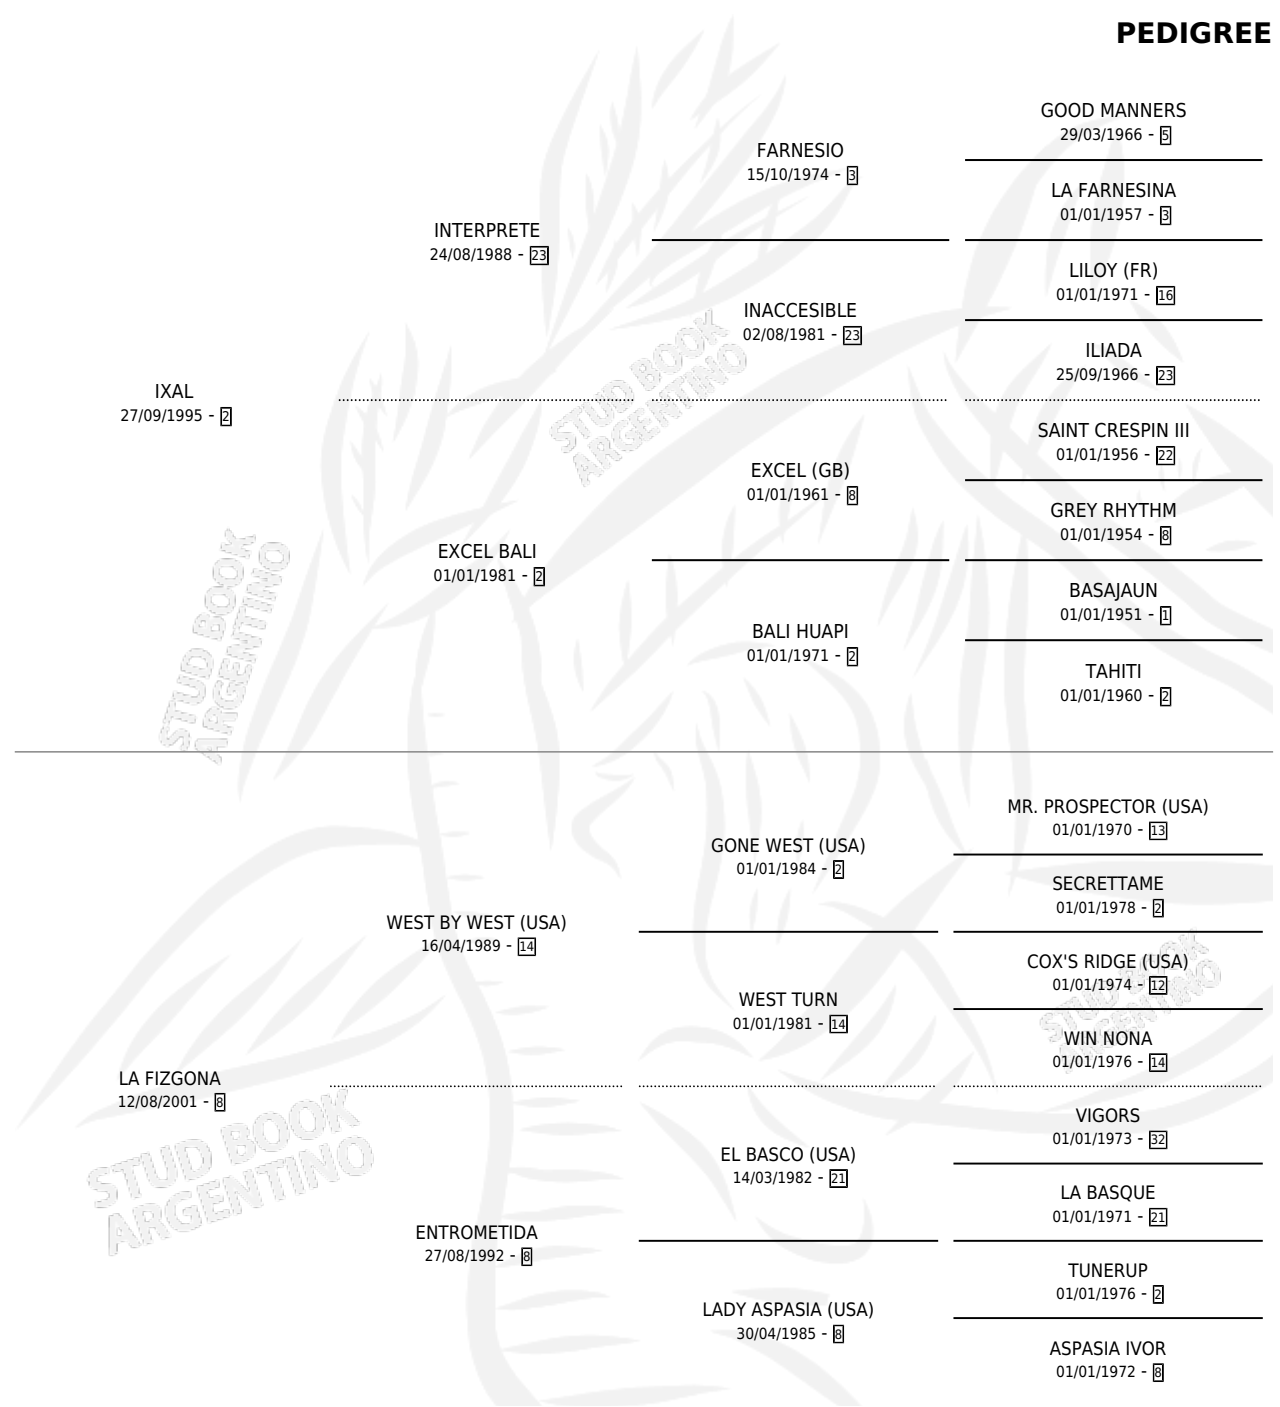 PEDIGREE
GOOD MANNERS
29/03/1966 - 5
FARNESIO
15/10/1974 - 3
LA FARNESINA
01/01/1957 - 3
INTERPRETE
24/08/1988 - 23
LILOY (FR)
01/01/1971 - 16
INACCESIBLE
02/08/1981 - 23
ILIADA
25/09/1966 - 23
IXAL
27/09/1995 - 2
SAINT CRESPIN III
01/01/1956 - 22
EXCEL (GB)
01/01/1961 - 8
GREY RHYTHM
01/01/1954 - 8
EXCEL BALI
01/01/1981 - 2
BASAJAUN
01/01/1951 - 1
BALI HUAPI
01/01/1971 - 2
TAHITI
01/01/1960 - 2
MR. PROSPECTOR (USA)
01/01/1970 - 13
GONE WEST (USA)
01/01/1984 - 2
SECRETTAME
01/01/1978 - 2
WEST BY WEST (USA)
16/04/1989 - 14
COX'S RIDGE (USA)
01/01/1974 - 12
WEST TURN
01/01/1981 - 14
WIN NONA
01/01/1976 - 14
LA FIZGONA
12/08/2001 - 8
VIGORS
01/01/1973 - 32
EL BASCO (USA)
14/03/1982 - 21
LA BASQUE
01/01/1971 - 21
ENTROMETIDA
27/08/1992 - 8
TUNERUP
01/01/1976 - 2
LADY ASPASIA (USA)
30/04/1985 - 8
ASPASIA IVOR
01/01/1972 - 8
STUD BOOK
ARGENTINO
STUD BOOK
ARGENTINO
STUD BOOK
ARGENTINO
STUD BOOK
ARGENTINO